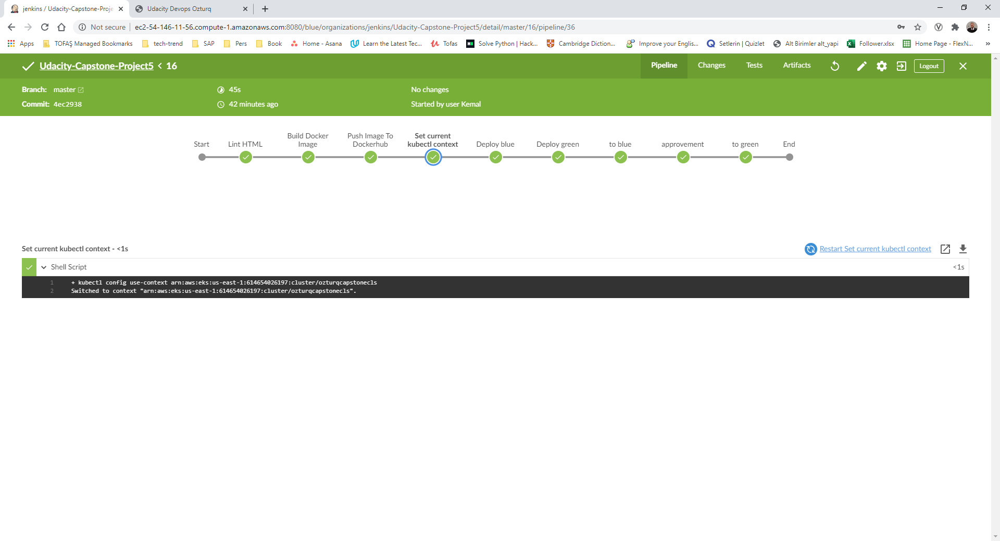 jenkins / Udacity-Capstone-Proje
Udacity Devops Ozturq
Not secure
ec2-54-146-11-56.compute-1.amazonaws.com:8080/blue/organizations/jenkins/Udacity-Capstone-Project5/detail/master/16/pipeline/36
Apps
TOFAŞ Managed Bookmarks
tech-trend
SAP
Pers
Book
Home - Asana
Learn the Latest Tec...
Tofas
Solve Python | Hack...
Cambridge Diction...
Improve your Englis...
Setlerin | Quizlet
Alt Birimler alt_yapi
Follower.xlsx
Home Page - FlexN...
»
Udacity-Capstone-Project5 < 16
Pipeline
Changes
Tests
Artifacts
Logout
Branch: master
45s
No changes
Commit: 4ec2938
42 minutes ago
Started by user Kemal
Start
Lint HTML
Build Docker
Image
Push Image To
Dockerhub
Set current
kubectl context
Deploy blue
Deploy green
to blue
approvement
to green
End
Set current kubectl context - <1s
Restart Set current kubectl context
Shell Script
<1s
1 + kubectl config use-context arn:aws:eks:us-east-1:614654026197:cluster/ozturqcapstonecls
2 Switched to context "arn:aws:eks:us-east-1:614654026197:cluster/ozturqcapstonecls".